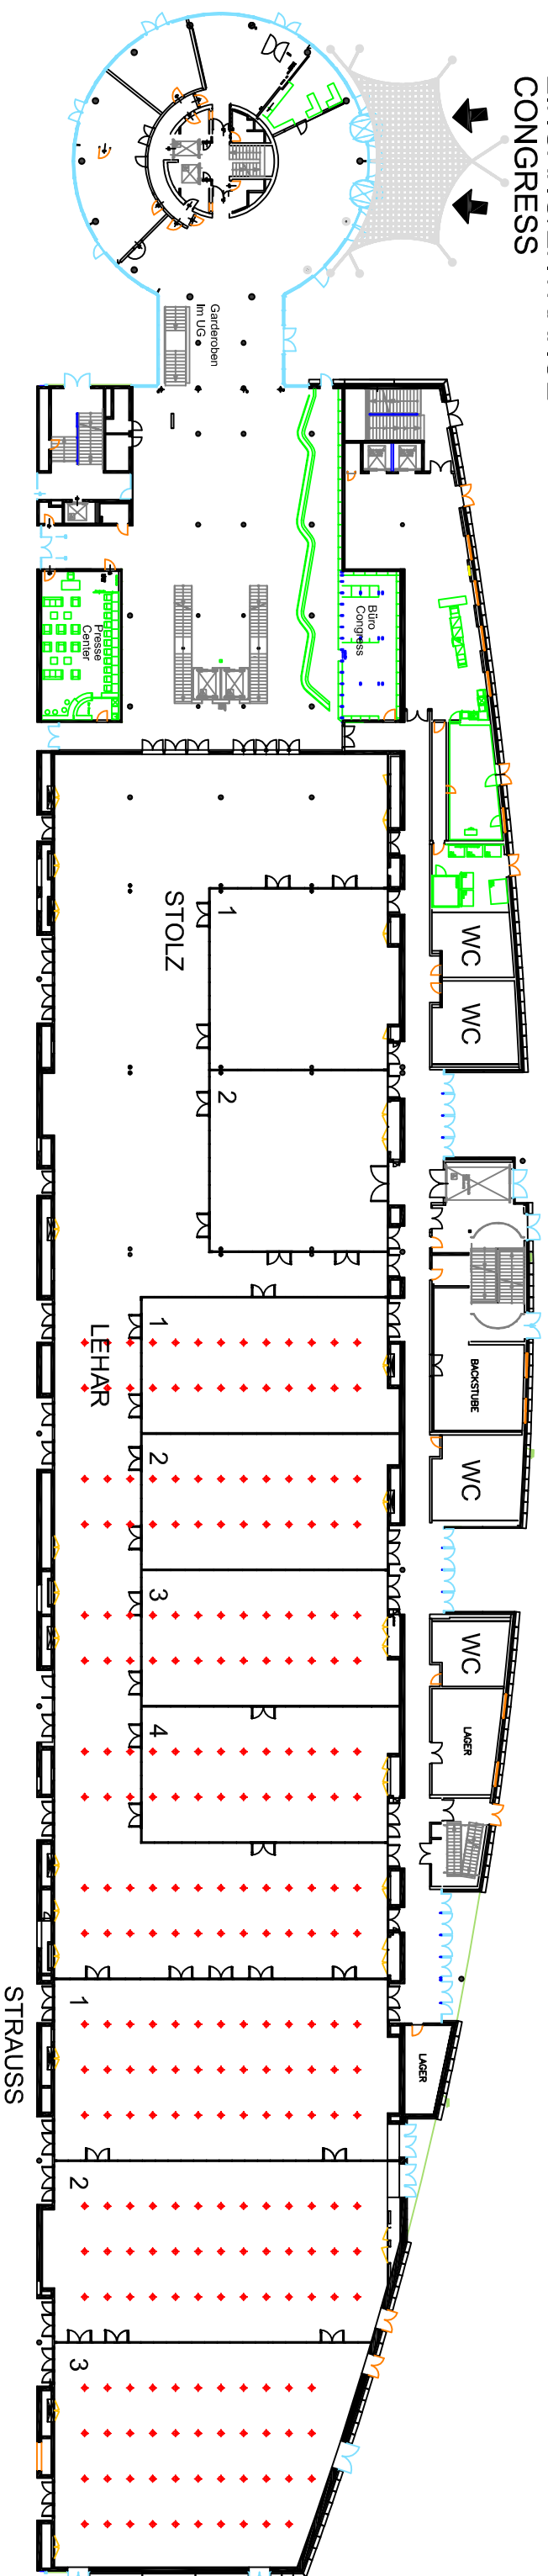 CONGRESS
Garderoben
Im UG
Büro
Congress
Presse
Center
STOLZ
1
2
WC
WC
BACKSTUBE
WC
LEHAR
1
2
3
4
WC
LAGER
LAGER
STRAUSS
1
2
3